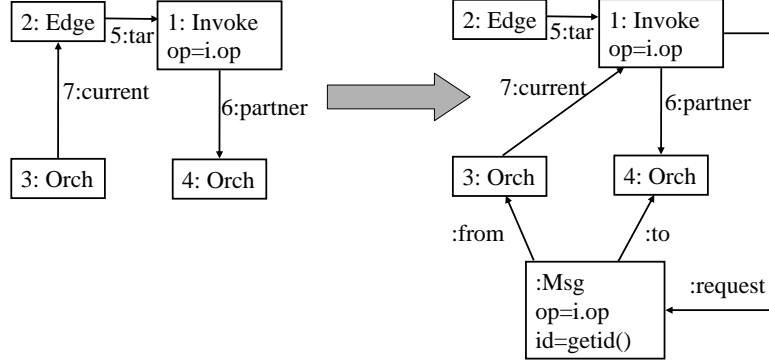 2: Edge
5:tar
1: Invoke
op=i.op
7:current
6:partner
3: Orch
4: Orch
2: Edge
5:tar
1: Invoke
op=i.op
7:current
6:partner
3: Orch
4: Orch
:from
:to
:Msg
op=i.op
id=getid()
:request